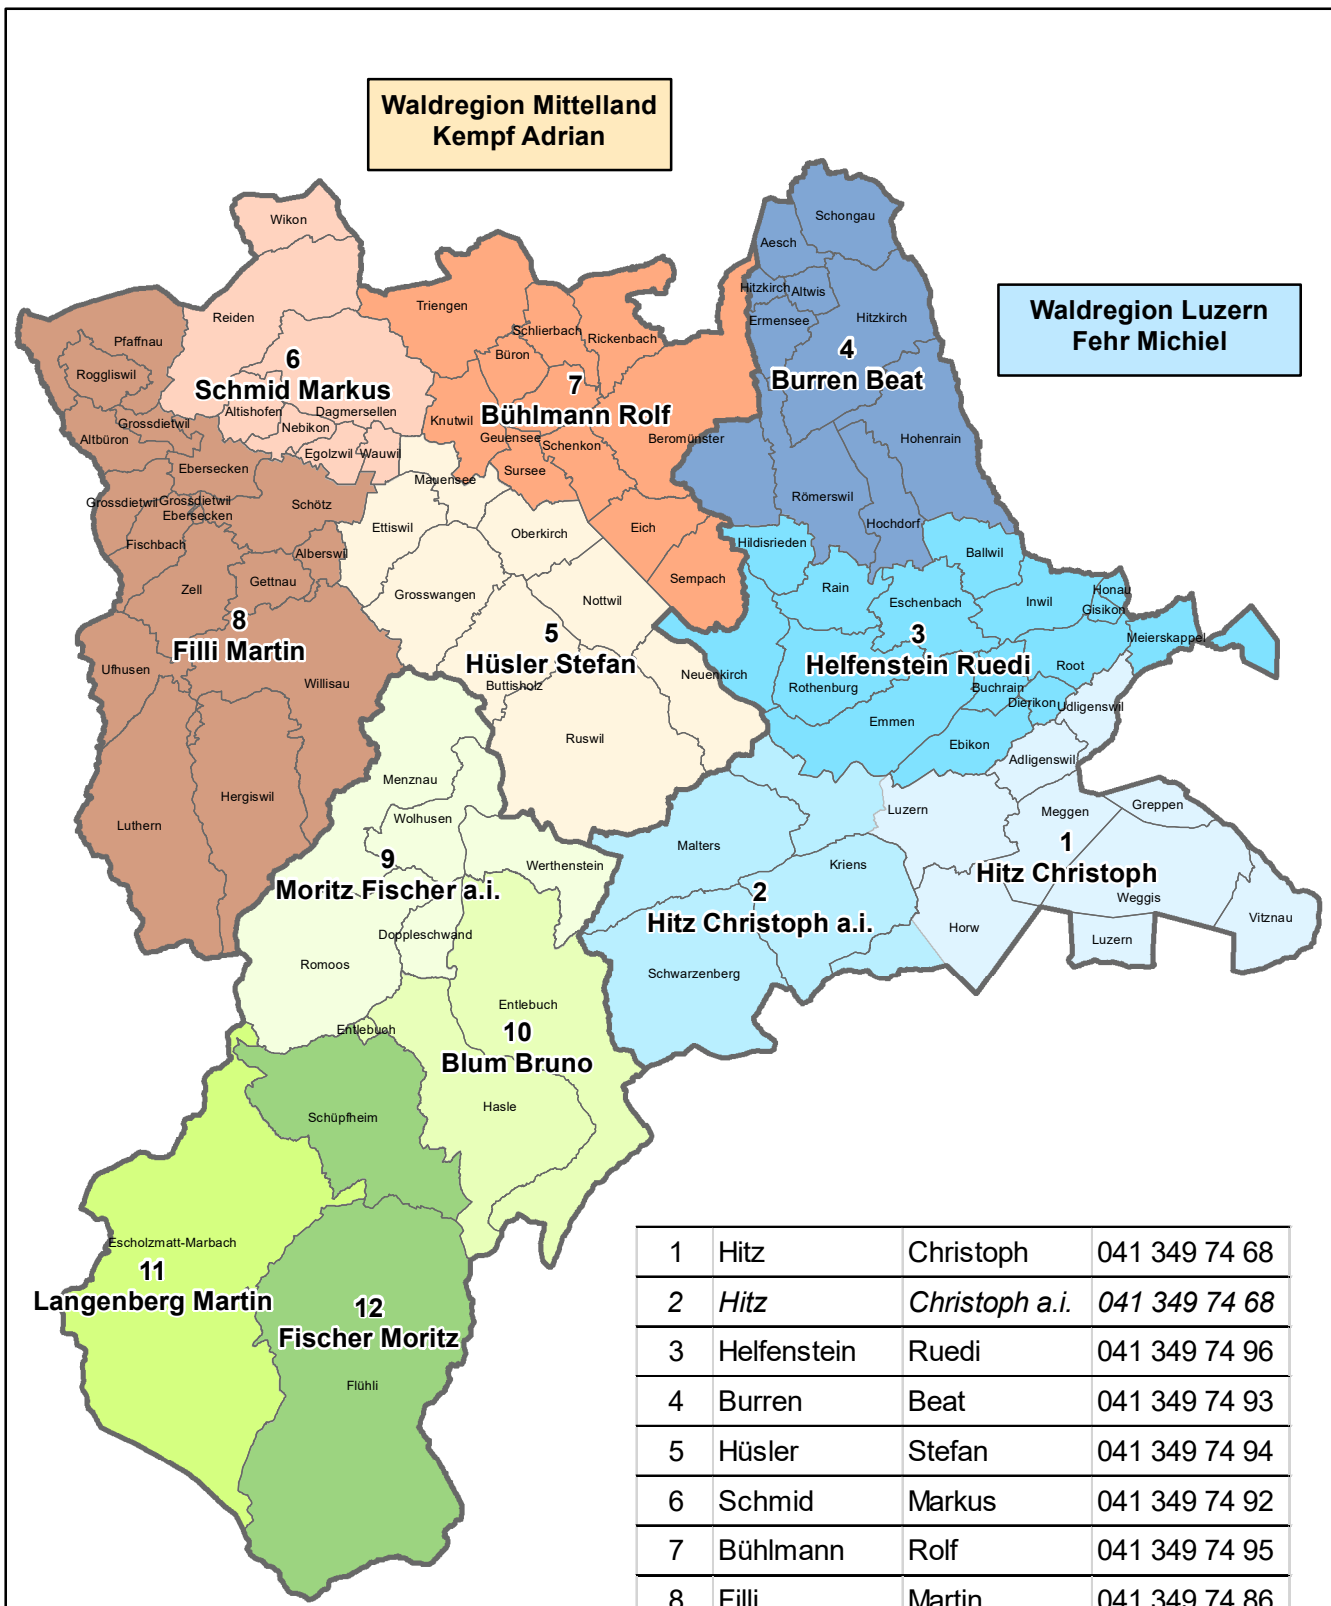 Waldregion Mittelland
Kempf Adrian
Waldregion Luzern
Fehr Michiel
Wikon
Reiden
6
Schmid Markus
Altishofen
Dagmersellen
Nebikon
Egolzwil
Wauwil
Triengen
Schlierbach
Rickenbach
Büron
7
Bühlmann Rolf
Knutwil
Geuensee
Schenkon
Beromünster
Sursee
Eich
Sempach
Schongau
Aesch
Hitzkirch
Altwis
Ermensee
Hitzkirch
4
Burren Beat
Hohenrain
Römerswil
Hochdorf
Pfaffnau
Roggliswil
Grossdietwil
Altbüron
Ebersecken
Grossdietwil
Grossdietwil
Ebersecken
Schötz
Fischbach
Alberswil
Zell
Gettnau
8
Filli Martin
Ufhusen
Willisau
Hergiswil
Luthern
Mauensee
Ettiswil
Oberkirch
Grosswangen
Nottwil
5
Hüsler Stefan
Buttisholz
Neuenkirch
Ruswil
Hildisrieden
Ballwil
Rain
Eschenbach
Inwil
Honau
Gisikon
3
Helfenstein Ruedi
Meierskappel
Root
Rothenburg
Buchrain
Dierikon
Udligenswil
Emmen
Ebikon
Adligenswil
Luzern
Meggen
Greppen
1
Hitz Christoph
Weggis
Vitznau
Horw
Luzern
Malters
Kriens
2
Hitz Christoph a.i.
Schwarzenberg
Menznau
Wolhusen
9
Moritz Fischer a.i.
Werthenstein
Doppleschwand
Romoos
Entlebuch
Entlebuch
10
Blum Bruno
Hasle
Schüpfheim
Escholzmatt-Marbach
11
Langenberg Martin
12
Fischer Moritz
Flühli
1 Hitz Christoph 041 349 74 68
2 Hitz Christoph a.i. 041 349 74 68
3 Helfenstein Ruedi 041 349 74 96
4 Burren Beat 041 349 74 93
5 Hüsler Stefan 041 349 74 94
6 Schmid Markus 041 349 74 92
7 Bühlmann Rolf 041 349 74 95
8 Filli Martin 041 349 74 86